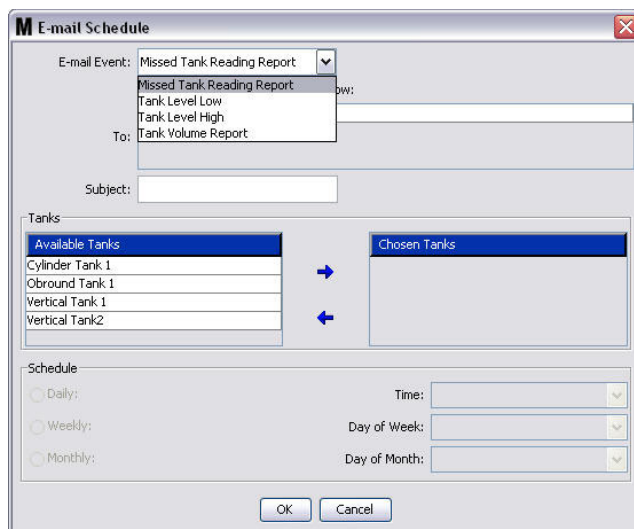 M E-mail Schedule
E-mail Event: Missed Tank Reading Report
Missed Tank Reading Report
Tank Level Low
Tank Level High
Tank Volume Report
To:
Subject:
Tanks
Available Tanks
Chosen Tanks
Cylinder Tank 1
Obround Tank 1
Vertical Tank 1
Vertical Tank2
Schedule
Daily:
Time:
Weekly:
Day of Week:
Monthly:
Day of Month:
OK
Cancel